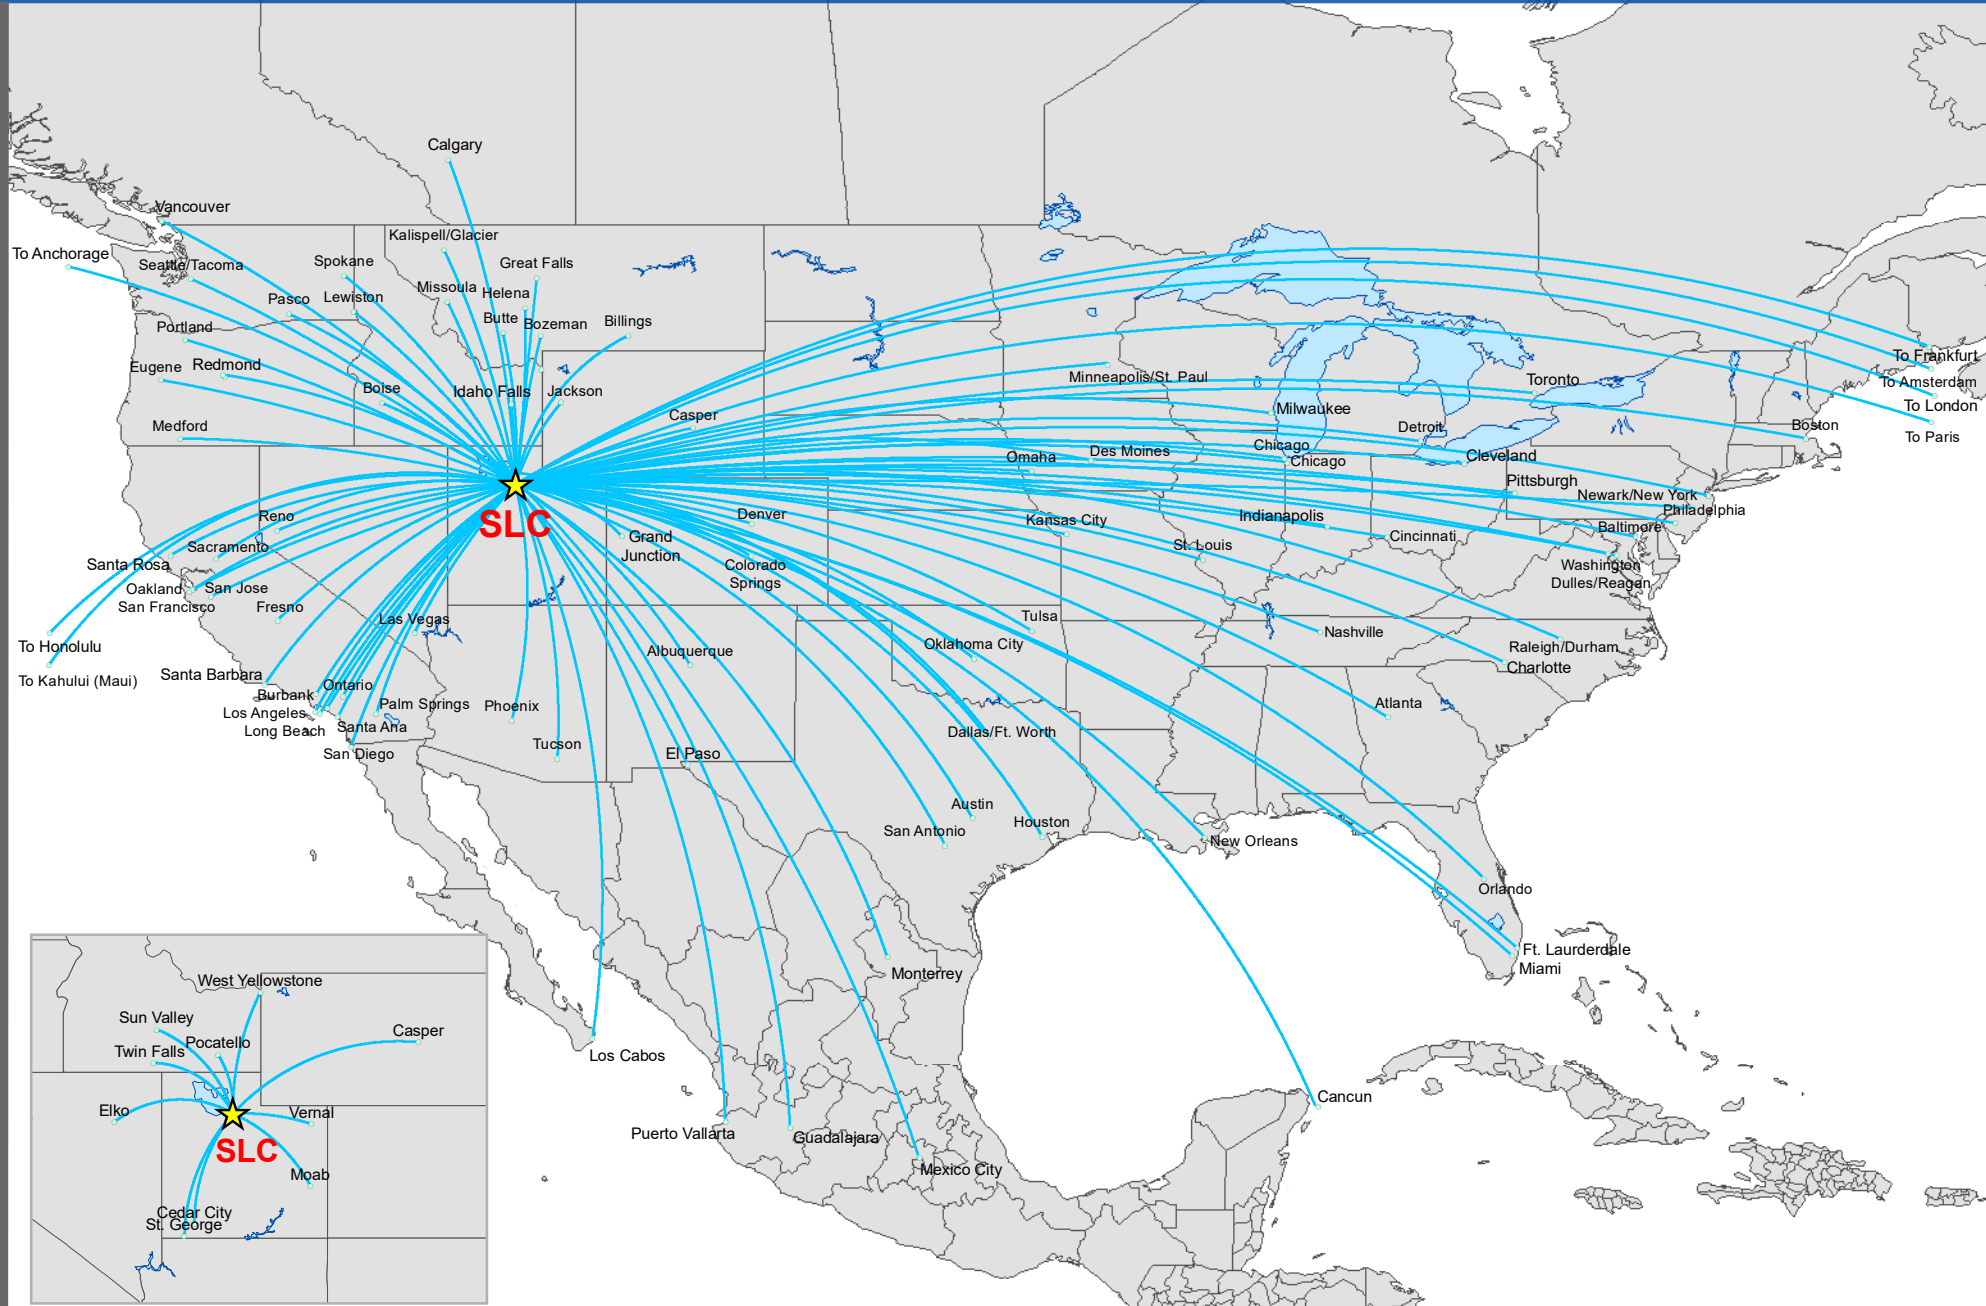 Calgary
Vancouver
Kalispell/Glacier
To Anchorage
Seattle/Tacoma
Spokane
Great Falls
Missoula
Helena
Pasco
Lewiston
Butte
Bozeman
Billings
Portland
To Frankfurt
Eugene
Redmond
Minneapolis/St. Paul
Toronto
To Amsterdam
Boise
Idaho Falls
Jackson
To London
Casper
Milwaukee
Medford
Detroit
Boston
To Paris
Chicago
Omaha
Des Moines
Chicago
Cleveland
Pittsburgh
Newark/New York
Philadelphia
SLC
Reno
Denver
Kansas City
Indianapolis
Baltimore
Grand
Junction
Cincinnati
Sacramento
St. Louis
Santa Rosa
Colorado
Springs
Washington
Dulles/Reagan
Oakland
San Jose
San Francisco
Fresno
Las Vegas
Tulsa
Nashville
To Honolulu
Oklahoma City
Raleigh/Durham
Albuquerque
Charlotte
To Kahului (Maui)
Santa Barbara
Burbank
Ontario
Palm Springs
Phoenix
Atlanta
Los Angeles
Long Beach
Santa Ana
Dallas/Ft. Worth
Tucson
San Diego
El Paso
Austin
San Antonio
Houston
New Orleans
Orlando
Ft. Lauderdale
Miami
Monterrey
Los Cabos
Cancun
Puerto Vallarta
Guadalajara
Mexico City
West Yellowstone
Sun Valley
Casper
Pocatello
Twin Falls
Elko
Vernal
SLC
Moab
Cedar City
St. George